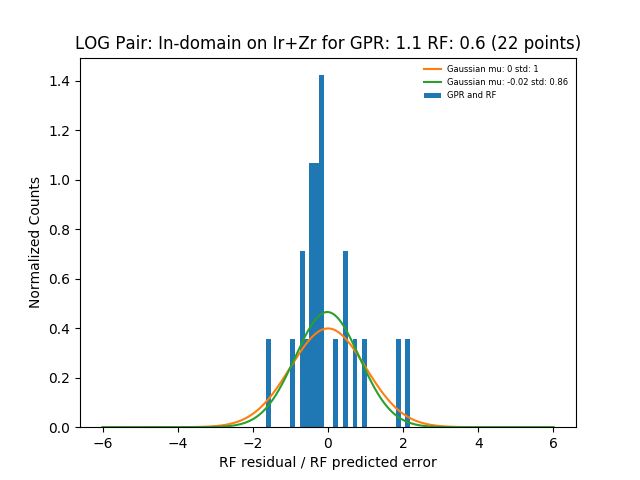 LOG Pair: In-domain on Ir+Zr for GPR: 1.1 RF: 0.6 (22 points)
Gaussian mu: 0 std: 1
Gaussian mu: -0.02 std: 0.86
GPR and RF
Normalized Counts
1.4
1.2
1.0
0.8
0.6
0.4
0.2
0.0
−6 −4 −2 0 2 4 6
RF residual / RF predicted error